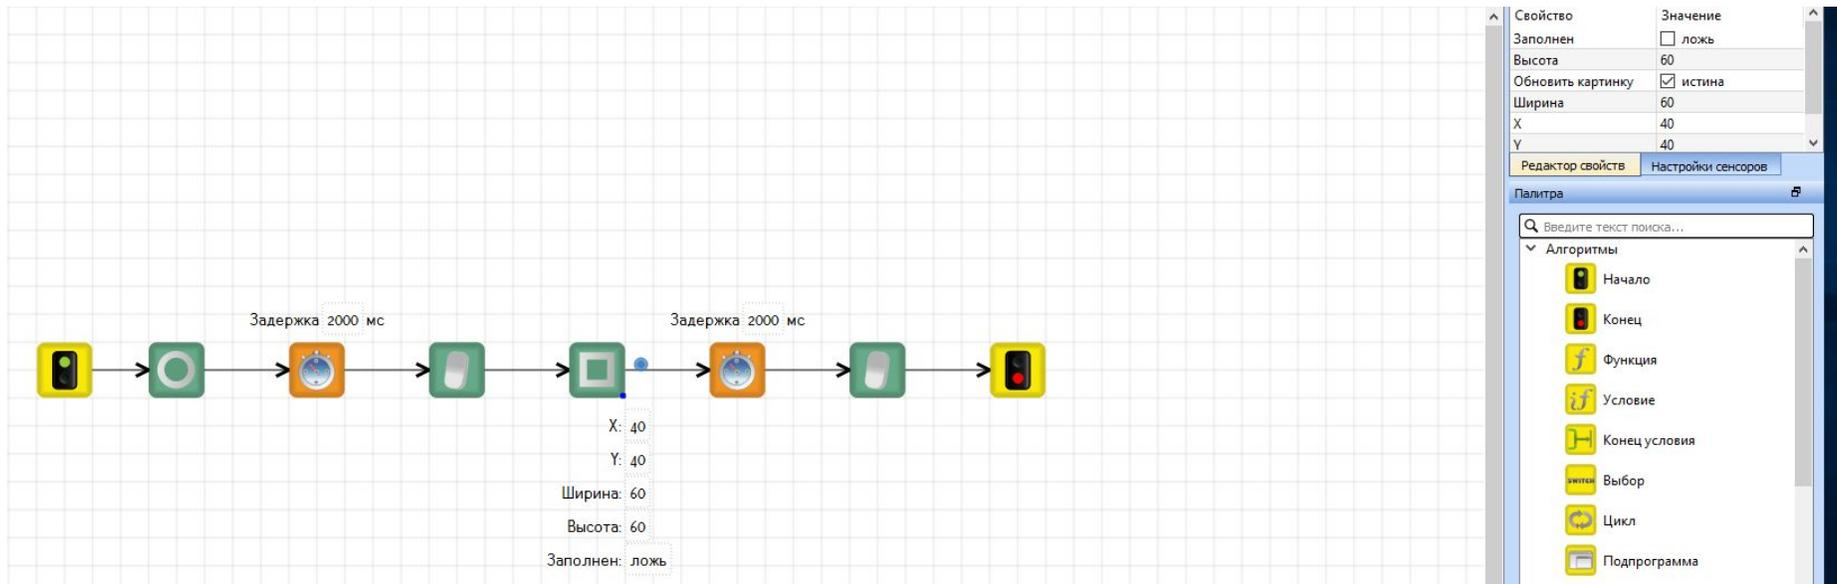 Задержка 2000 мс
Задержка 2000 мс
X: 40
Y: 40
Ширина: 60
Высота: 60
Заполнен: ложь
Свойство Значение
Заполнен ложь
Высота 60
Обновить картинку истина
Ширина 60
X 40
Y 40
Редактор свойств Настройки сенсоров
Палитра
Введите текст поиска...
Алгоритмы
Начало
Конец
f Функция
if Условие
Конец условия
SWITCH Выбор
Цикл
Подпрограмма